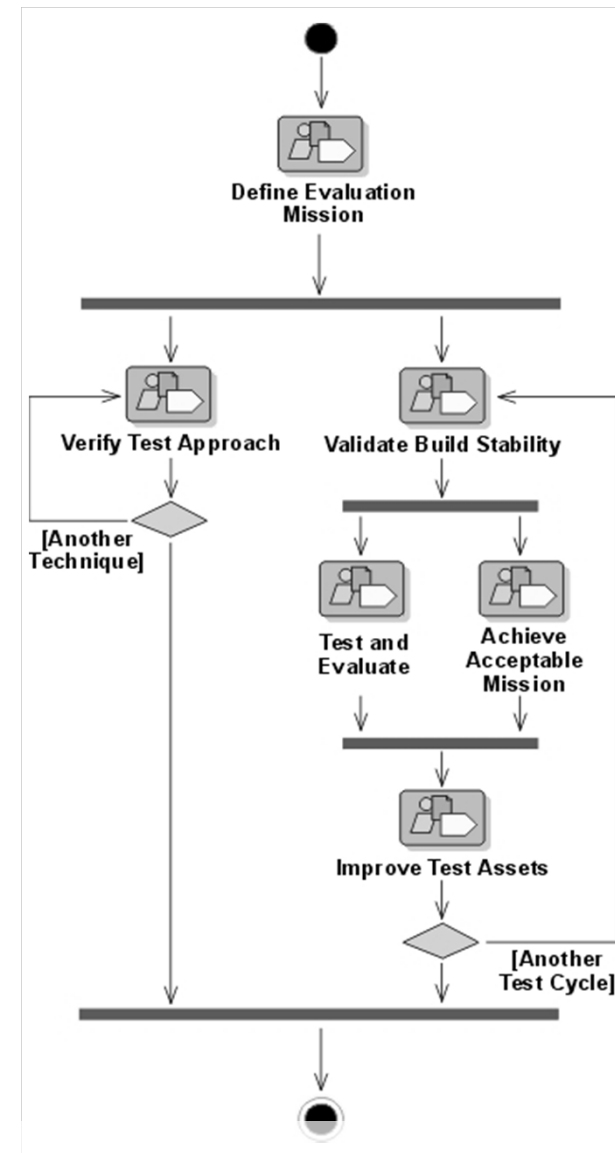 Define Evaluation
Mission
Verify Test Approach
Validate Build Stability
[Another
Technique]
Test and
Evaluate
Achieve
Acceptable
Mission
Improve Test Assets
[Another
Test Cycle]